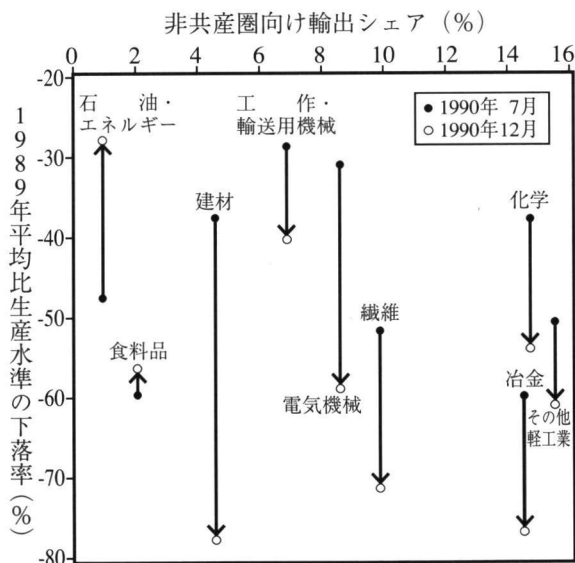 非共産圏向け輸出シェア（%）
0 2 4 6 8 10 12 14 16
1989年平均比生産水準の下落率（%）
-20
-30
-40
-50
-60
-70
-80
● 1990年 7月
○ 1990年12月
石油・
エネルギー
工作・
輸送用機械
建材
化学
食料品
繊維
電気機械
冶金
その他
軽工業